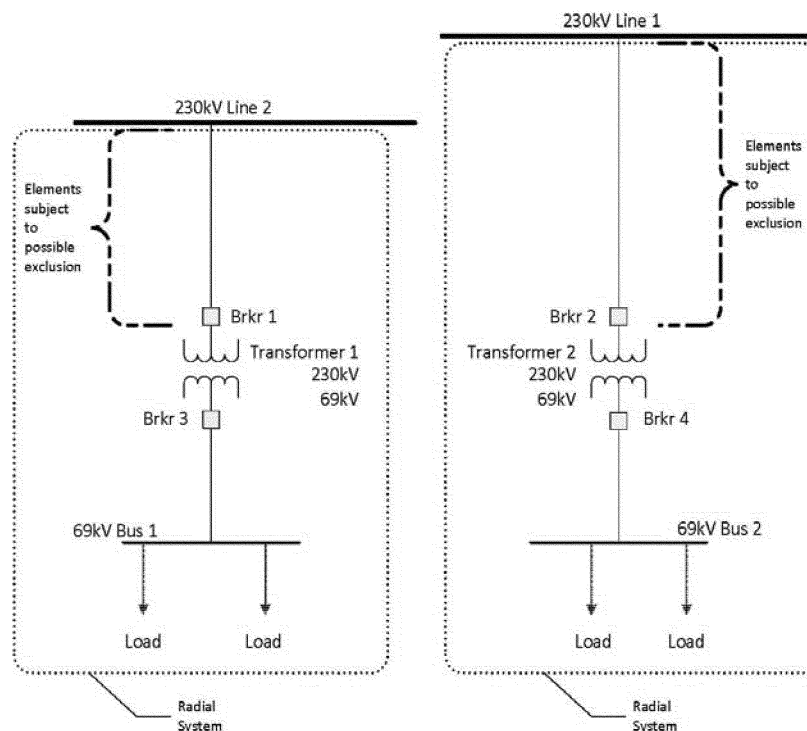 230kV Line 1
230kV Line 2
Elements
subject
to
possible
exclusion
Elements
subject
to
possible
exclusion
Brkr 1
Brkr 2
Transformer 1
230kV
69kV
Transformer 2
230kV
69kV
Brkr 3
Brkr 4
69kV Bus 1
69kV Bus 2
Load
Load
Load
Load
Radial
System
Radial
System